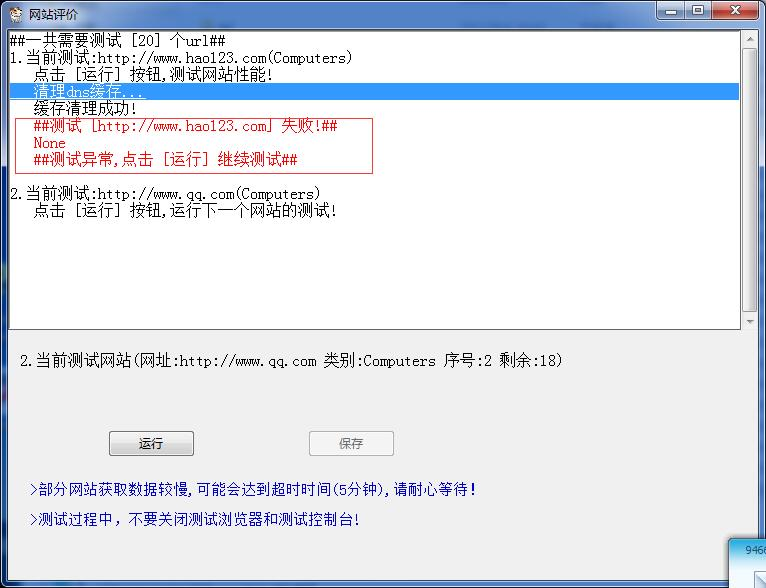 网站评价
##一共需要测试 [20] 个url##
1.当前测试:http://www.hao123.com(Computers)
点击 [运行] 按钮,测试网站性能!
清理dns缓存...
缓存清理成功!
##测试 [http://www.hao123.com] 失败!##
None
##测试异常,点击 [运行] 继续测试##
2.当前测试:http://www.qq.com(Computers)
点击 [运行] 按钮,运行下一个网站的测试!
2.当前测试网站(网址:http://www.qq.com 类别:Computers 序号:2 剩余:18)
运行
保存
>部分网站获取数据较慢,可能会达到超时时间(5分钟),请耐心等待!
>测试过程中，不要关闭测试浏览器和测试控制台!